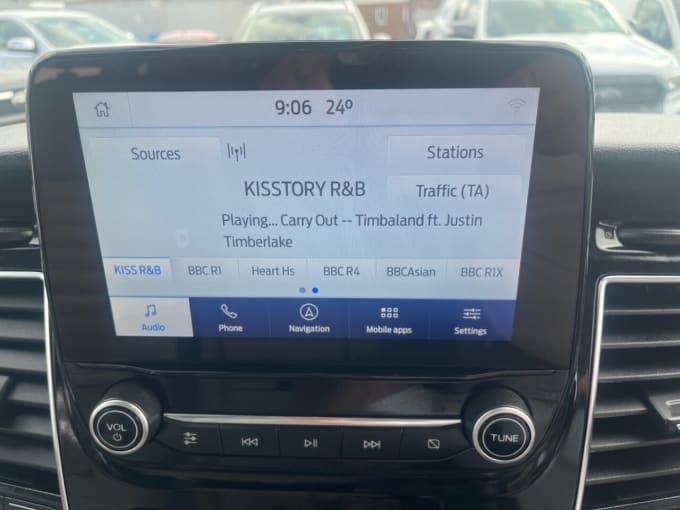 9:06 24º
Sources
Stations
KISSTORY R&B
Traffic (TA)
Playing... Carry Out -- Timbaland ft. Justin
Timberlake
KISS R&B BBC R1 Heart Hs BBC R4 BBCAsian BBC R1X
Audio Phone Navigation Mobile apps Settings
VOL
TUNE